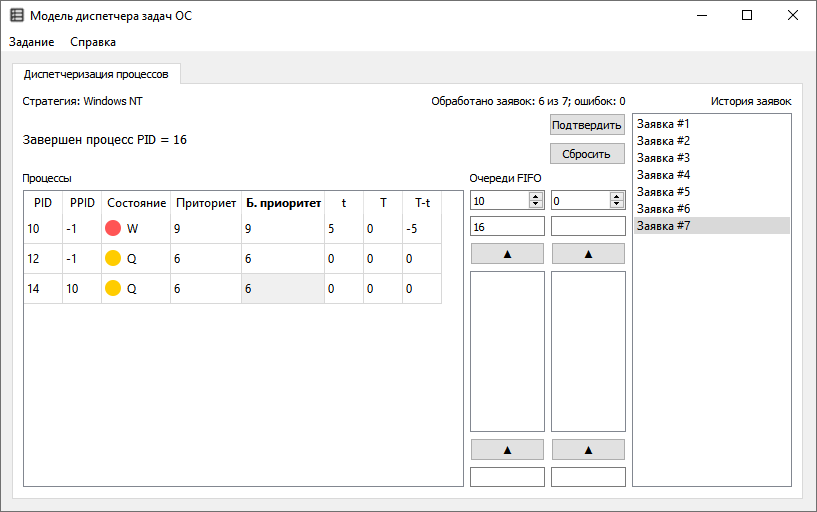 Модель диспетчера задач ОС
Задание Справка
Диспетчеризация процессов
Стратегия: Windows NT Обработано заявок: 6 из 7; ошибок: 0 История заявок
Завершен процесс PID = 16
Подтвердить
Сбросить
Процессы
PID PPID Состояние Приториет Б. приоритет t T T-t
10 -1 W 9 9 5 0 -5
12 -1 Q 6 6 0 0 0
14 10 Q 6 6 0 0 0
Очереди FIFO
10 0
16
▲ ▲
▲ ▲
Заявка #1
Заявка #2
Заявка #3
Заявка #4
Заявка #5
Заявка #6
Заявка #7